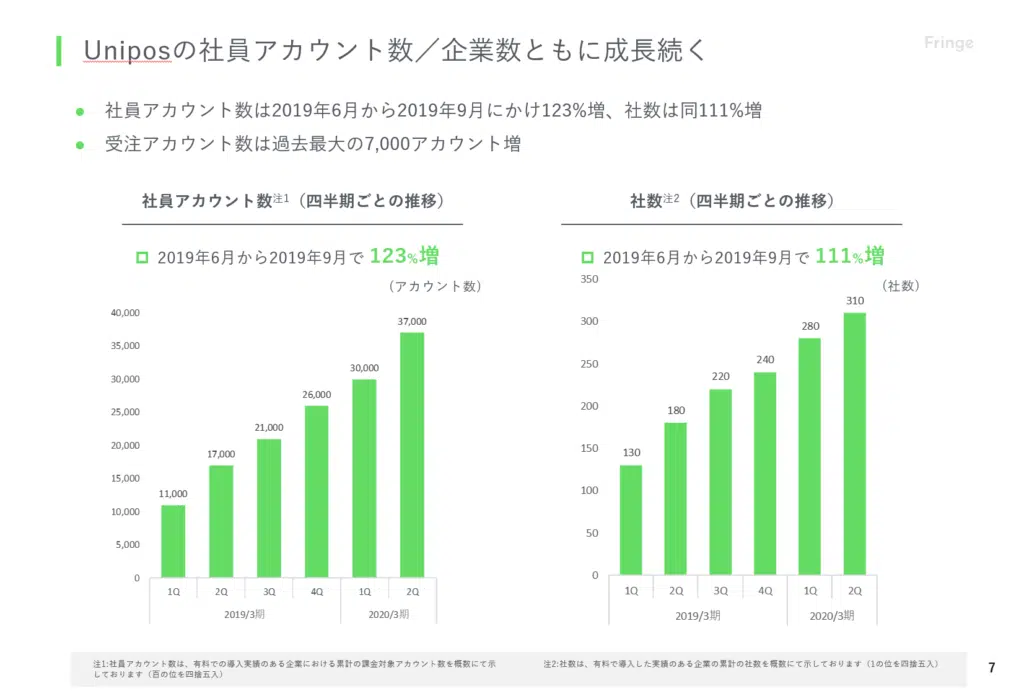 Uniposの社員アカウント数／企業数ともに成長続く
Fringe
社員アカウント数は2019年6月から2019年9月にかけ123%増、社数は同111%増
受注アカウント数は過去最大の7,000アカウント増
社員アカウント数注1（四半期ごとの推移）
2019年6月から2019年9月で 123%増
（アカウント数）
40,000
35,000
30,000
25,000
20,000
15,000
10,000
5,000
0
11,000
17,000
21,000
26,000
30,000
37,000
1Q 2Q 3Q 4Q 1Q 2Q
2019/3期 2020/3期
社数注2（四半期ごとの推移）
2019年6月から2019年9月で 111%増
（社数）
350
300
250
200
150
100
50
0
130
180
220
240
280
310
1Q 2Q 3Q 4Q 1Q 2Q
2019/3期 2020/3期
注1:社員アカウント数は、有料での導入実績のある企業における累計の課金対象アカウント数を概数にて示
しております（百の位を四捨五入）
注2:社数は、有料で導入した実績のある企業の累計の社数を概数にて示しております（1の位を四捨五入）
7